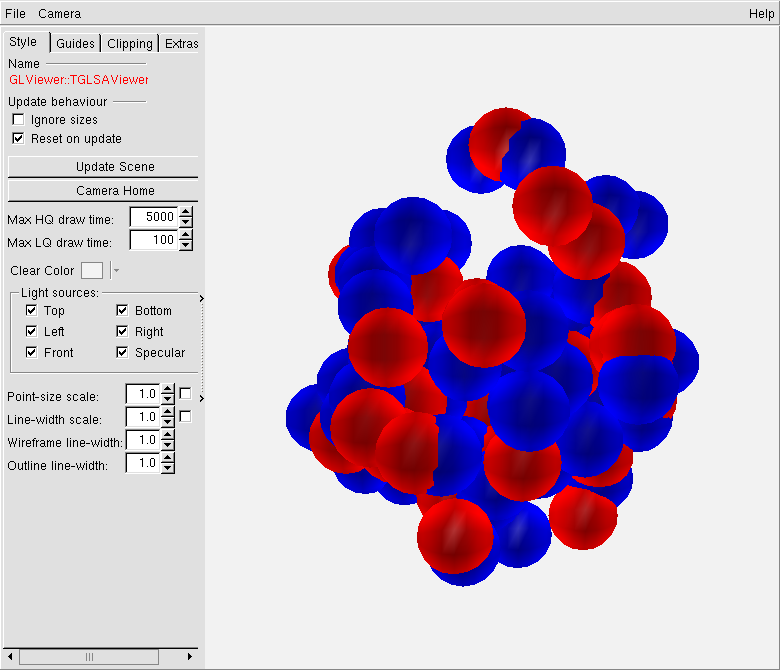 File Camera Help
Style Guides Clipping Extras
Name
GLViewer::TGLSAViewer
Update behaviour
Ignore sizes
Reset on update
Update Scene
Camera Home
Max HQ draw time: 5000
Max LQ draw time: 100
Clear Color
Light sources:
Top Bottom
Left Right
Front Specular
Point-size scale: 1.0
Line-width scale: 1.0
Wireframe line-width: 1.0
Outline line-width: 1.0